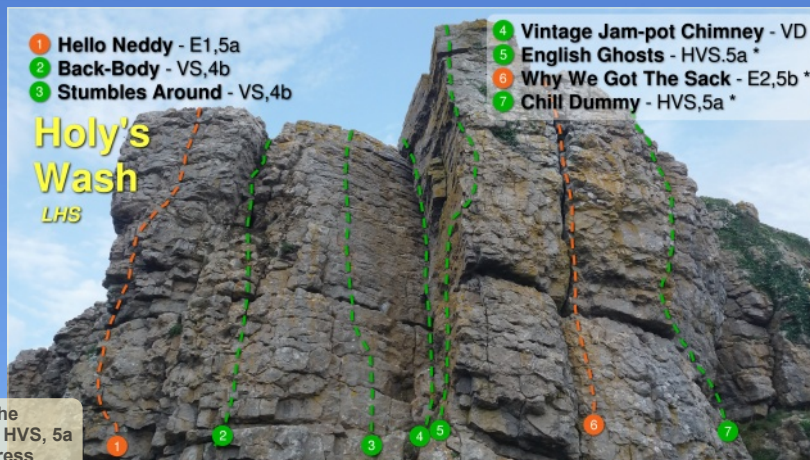 1 Hello Neddy - E1,5a
2 Back-Body - VS,4b
3 Stumbles Around - VS,4b
4 Vintage Jam-pot Chimney - VD
5 English Ghosts - HVS.5a *
6 Why We Got The Sack - E2,5b *
7 Chill Dummy - HVS,5a *
Holy's
Wash
LHS
he
HVS, 5a
ress
1
2
3
4
5
6
7